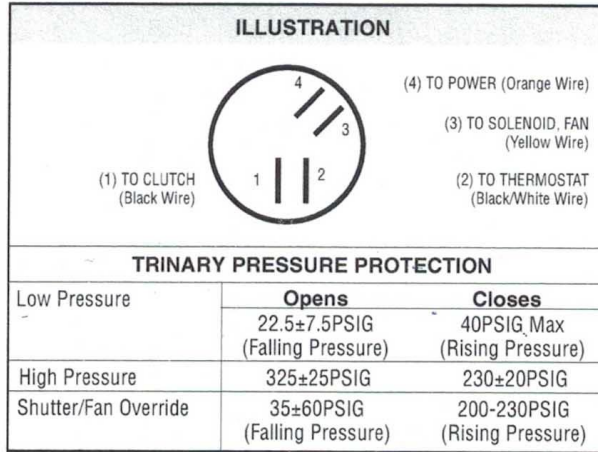 ILLUSTRATION
4
3
1
2
(4) TO POWER (Orange Wire)
(3) TO SOLENOID, FAN
(Yellow Wire)
(1) TO CLUTCH
(Black Wire)
(2) TO THERMOSTAT
(Black/White Wire)
TRINARY PRESSURE PROTECTION
Low Pressure Opens Closes
22.5±7.5PSIG 40PSIG Max
(Falling Pressure) (Rising Pressure)
High Pressure 325±25PSIG 230±20PSIG
Shutter/Fan Override 35±60PSIG 200-230PSIG
(Falling Pressure) (Rising Pressure)